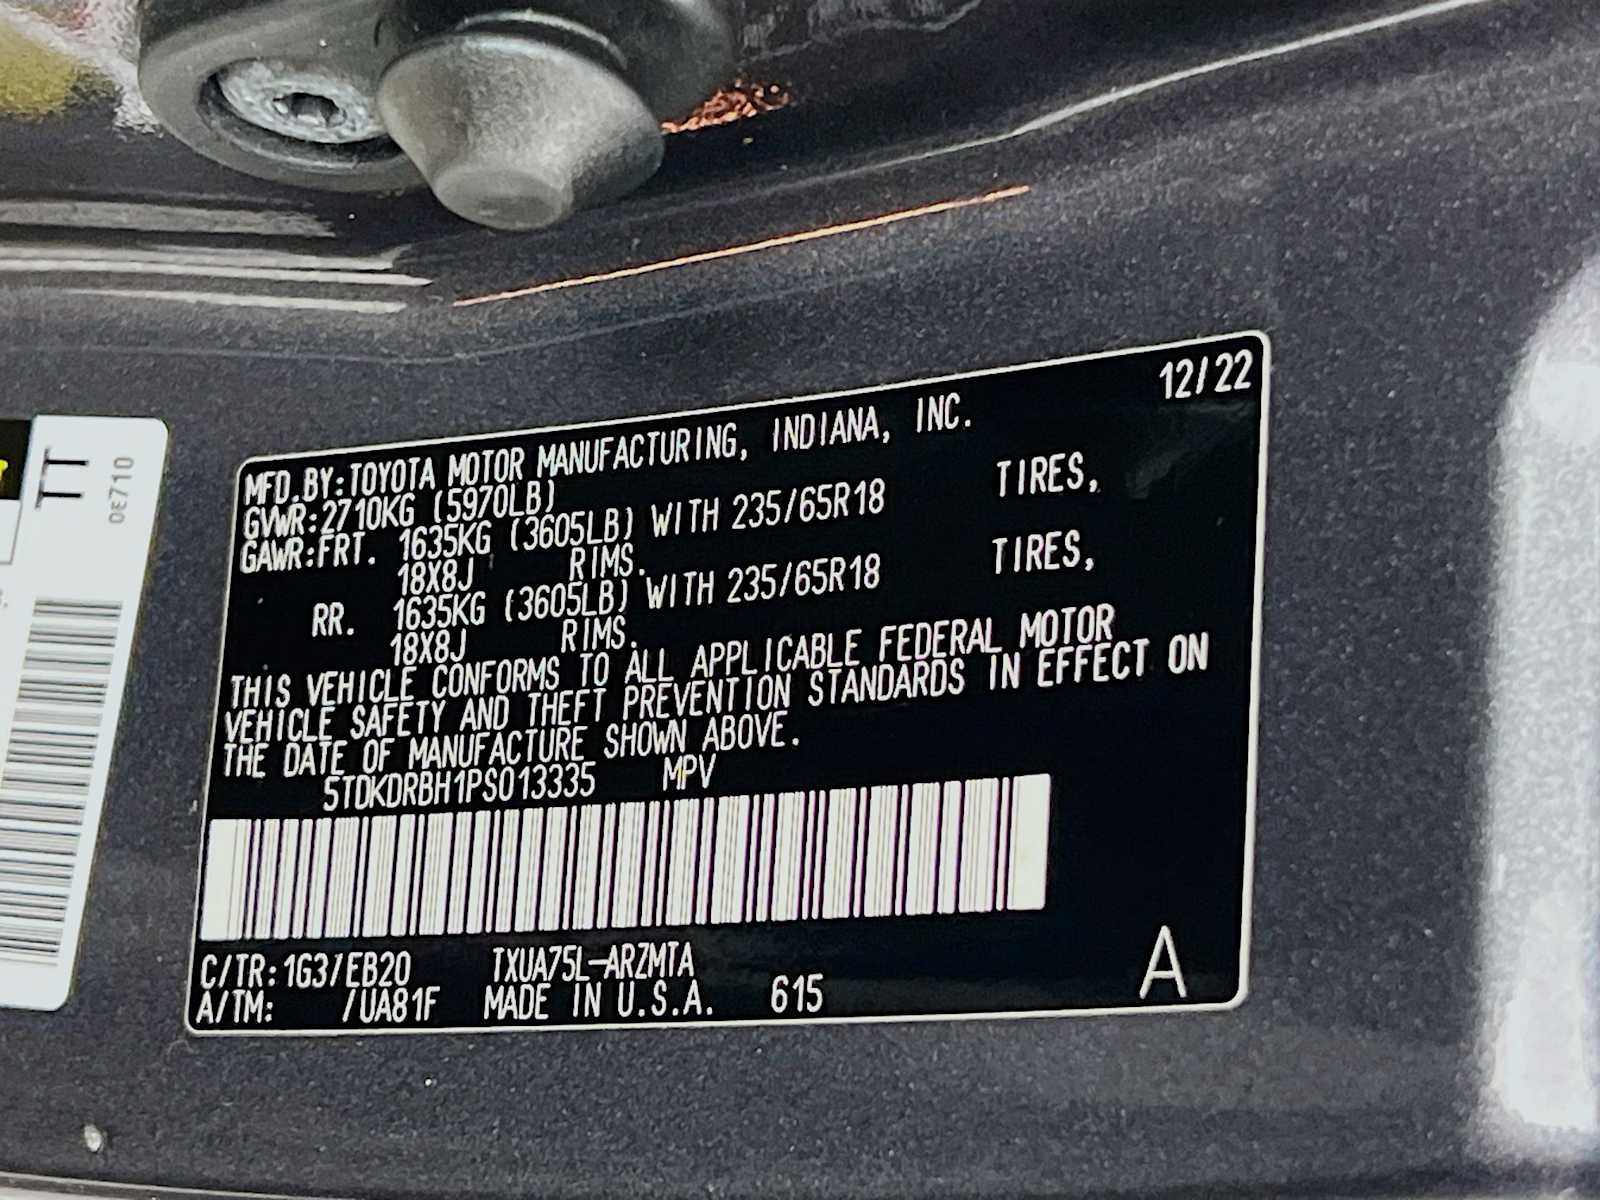 TT
0E710
12/22
MFD.BY:TOYOTA MOTOR MANUFACTURING, INDIANA, INC.
GVWR:2710KG (5970LB)
GAWR:FRT. 1635KG (3605LB) WITH 235/65R18 TIRES,
18X8J RIMS.
RR. 1635KG (3605LB) WITH 235/65R18 TIRES,
18X8J RIMS.
THIS VEHICLE CONFORMS TO ALL APPLICABLE FEDERAL MOTOR
VEHICLE SAFETY AND THEFT PREVENTION STANDARDS IN EFFECT ON
THE DATE OF MANUFACTURE SHOWN ABOVE.
5TDKDRBH1PS013335 MPV
C/TR:1G3/EB20 TXUA75L-ARZMTA
A/TM: /UA81F MADE IN U.S.A. 615
A